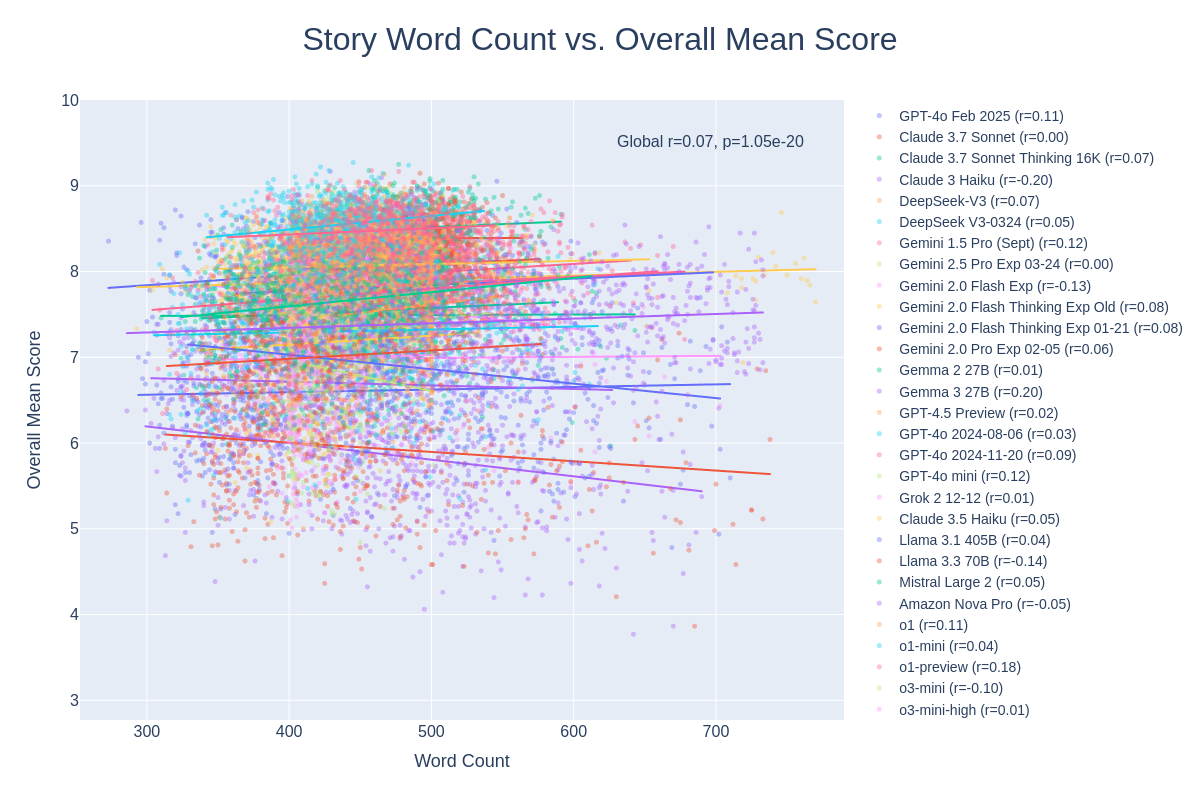 Story Word Count vs. Overall Mean Score
Global r=0.07, p=1.05e-20
Overall Mean Score
10
9
8
7
6
5
4
3
300
400
500
600
700
Word Count
GPT-4o Feb 2025 (r=0.11)
Claude 3.7 Sonnet (r=0.00)
Claude 3.7 Sonnet Thinking 16K (r=0.07)
Claude 3 Haiku (r=-0.20)
DeepSeek-V3 (r=0.07)
DeepSeek V3-0324 (r=0.05)
Gemini 1.5 Pro (Sept) (r=0.12)
Gemini 2.5 Pro Exp 03-24 (r=0.00)
Gemini 2.0 Flash Exp (r=-0.13)
Gemini 2.0 Flash Thinking Exp Old (r=0.08)
Gemini 2.0 Flash Thinking Exp 01-21 (r=0.08)
Gemini 2.0 Pro Exp 02-05 (r=0.06)
Gemma 2 27B (r=0.01)
Gemma 3 27B (r=0.20)
GPT-4.5 Preview (r=0.02)
GPT-4o 2024-08-06 (r=0.03)
GPT-4o 2024-11-20 (r=0.09)
GPT-4o mini (r=0.12)
Grok 2 12-12 (r=0.01)
Claude 3.5 Haiku (r=0.05)
Llama 3.1 405B (r=0.04)
Llama 3.3 70B (r=-0.14)
Mistral Large 2 (r=0.05)
Amazon Nova Pro (r=-0.05)
o1 (r=0.11)
o1-mini (r=0.04)
o1-preview (r=0.18)
o3-mini (r=-0.10)
o3-mini-high (r=0.01)